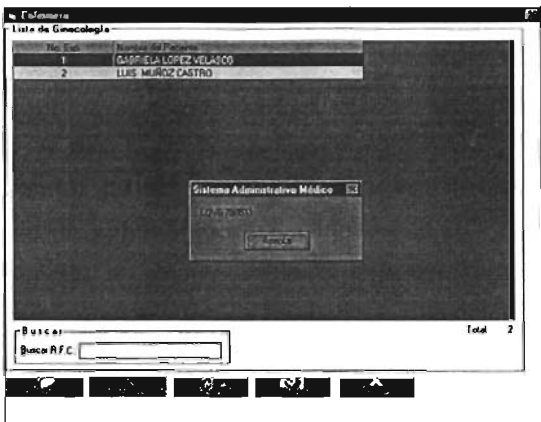 Enfermera
Lista de Ginecología
No. Exp. Nombre del Paciente
1 GABRIELA LOPEZ VELASCO
2 LUIS MUÑOZ CASTRO
Sistema Administrativo Médico
Aceptar
Total 2
Buscar
Buscar R.F.C.